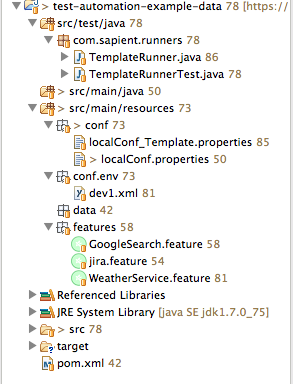 > test-automation-example-data 78 [https://
src/test/java 78
com.sapient.runners 78
TemplateRunner.java 86
TemplateRunnerTest.java 78
> src/main/java 50
> src/main/resources 73
> conf 73
localConf_Template.properties 85
> localConf.properties 50
conf.env 73
dev1.xml 81
data 42
features 58
GoogleSearch.feature 58
jira.feature 54
WeatherService.feature 81
Referenced Libraries
JRE System Library [java SE jdk1.7.0_75]
> src 78
target
pom.xml 42